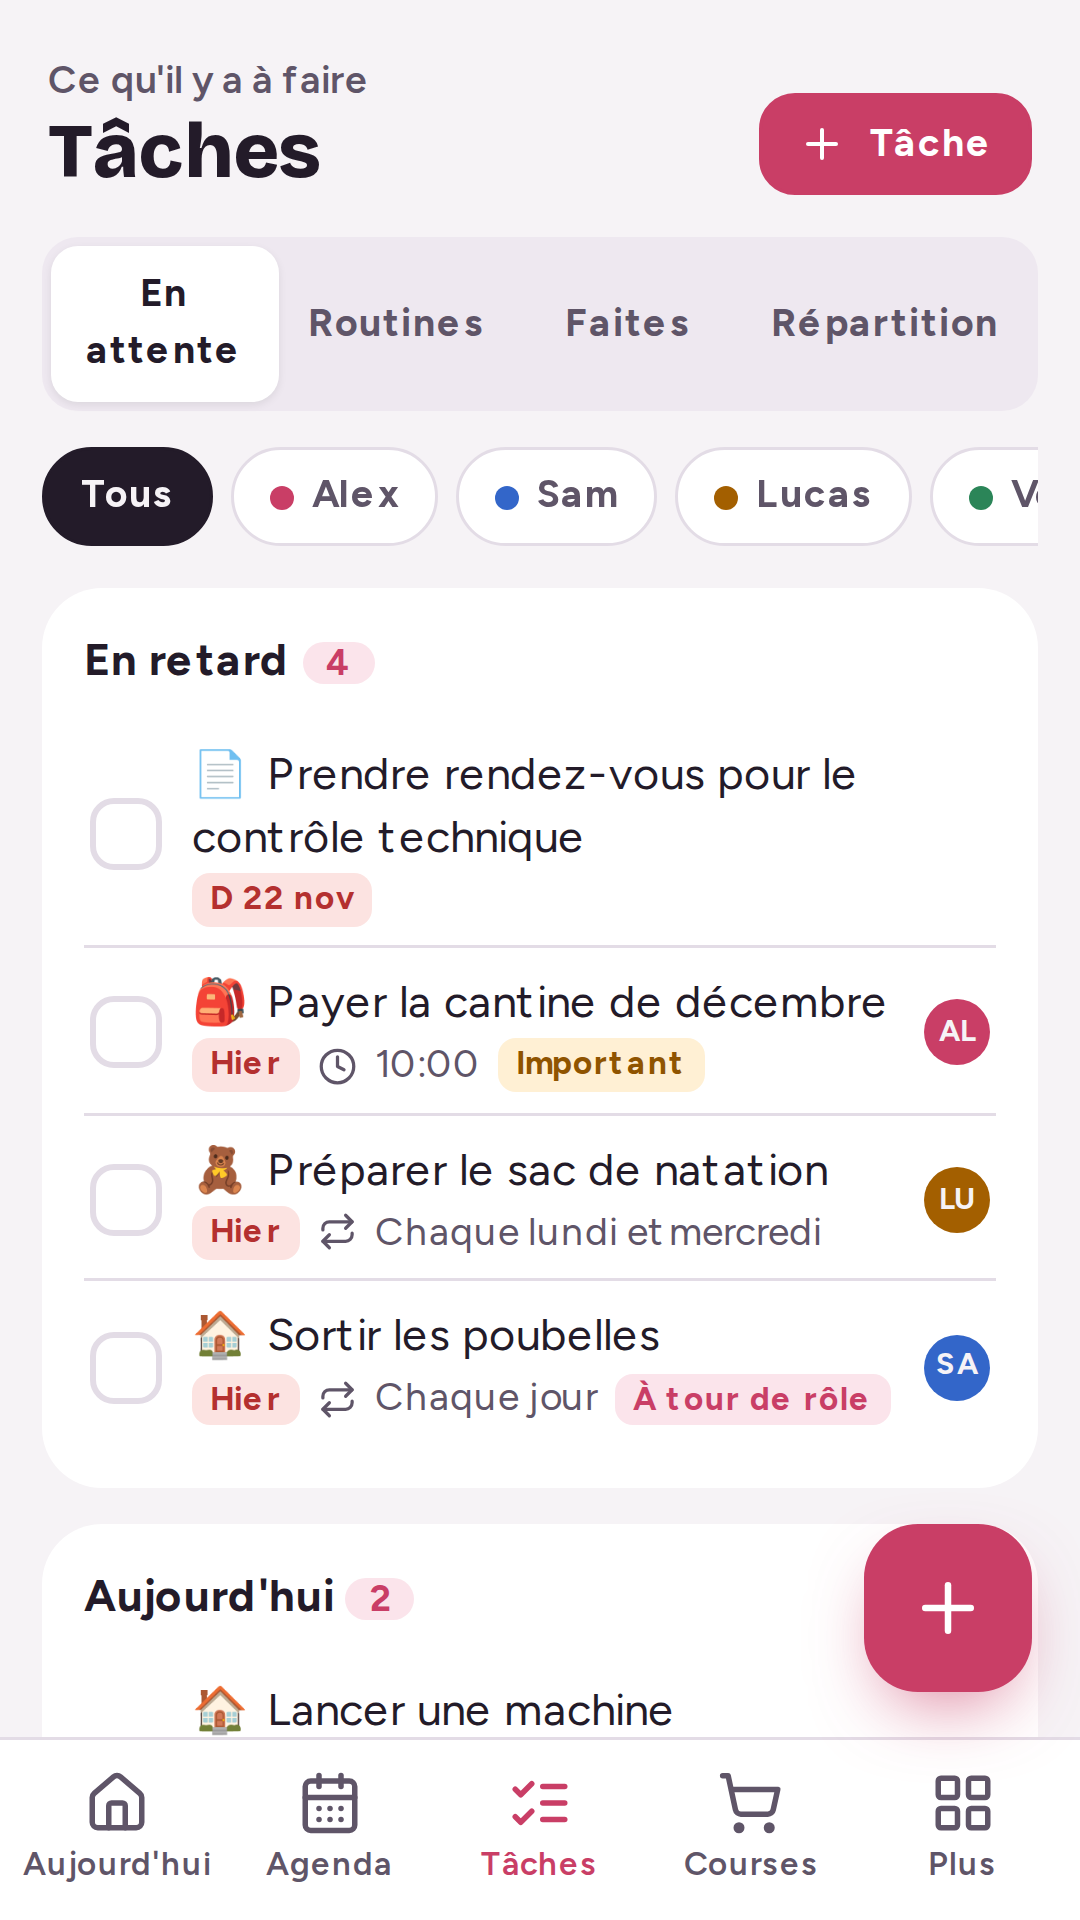 Ce qu'il y a à faire
Tâches
Tâche
En
attente
Routines
Faites
Répartition
Tous
Alex
Sam
Lucas
En retard 4
Prendre rendez-vous pour le
contrôle technique
D 22 nov
Payer la cantine de décembre
AL
Hier 10:00 Important
Préparer le sac de natation
LU
Hier Chaque lundi et mercredi
Sortir les poubelles
SA
Hier Chaque jour À tour de rôle
Aujourd'hui 2
Lancer une machine
Aujourd'hui
Agenda
Tâches
Courses
Plus